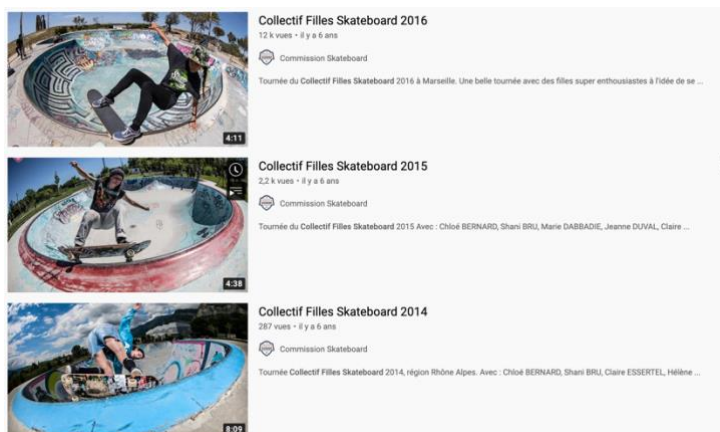 Collectif Filles Skateboard 2016
12 k vues • il y a 6 ans
Commission Skateboard
Tournée du Collectif Filles Skateboard 2016 à Marseille. Une belle tournée avec des filles super enthousiastes à l'idée de se ...
4:11
Collectif Filles Skateboard 2015
2,2 k vues • il y a 6 ans
Commission Skateboard
Tournée du Collectif Filles Skateboard 2015 Avec : Chloé BERNARD, Shani BRU, Marie DABBADIE, Jeanne DUVAL, Claire ...
4:38
Collectif Filles Skateboard 2014
287 vues • il y a 6 ans
Commission Skateboard
Tournée Collectif Filles Skateboard 2014, région Rhône Alpes. Avec : Chloé BERNARD, Shani BRU, Claire ESSERTEL, Hélène ...
8:09